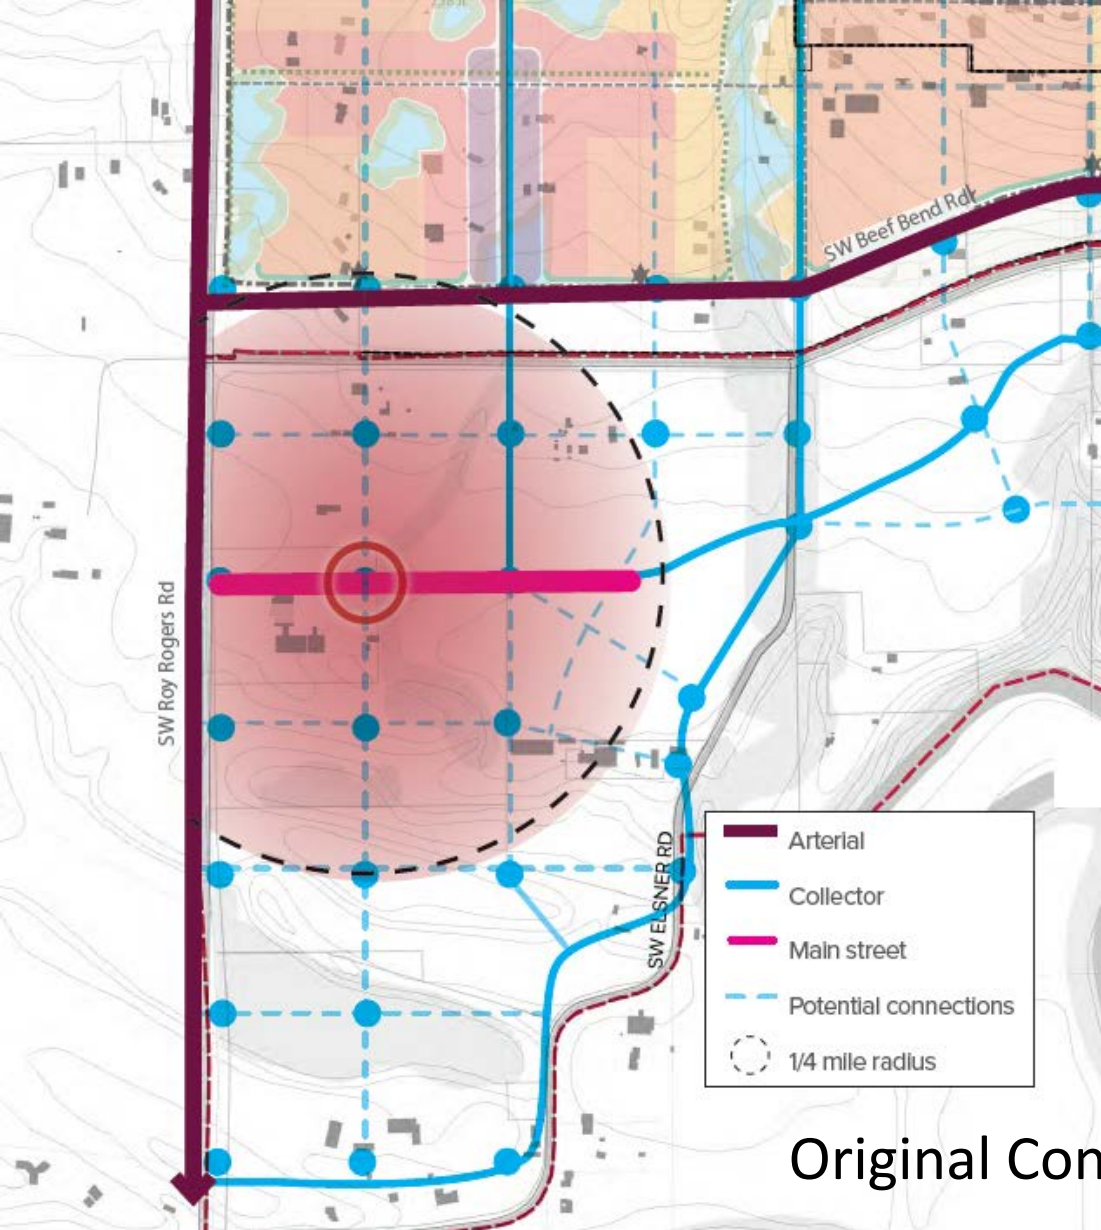 SW Beef Bend Rd
SW Roy Rogers Rd
SW ELSNER RD
Arterial
Collector
Main street
Potential connections
1/4 mile radius
Original Con